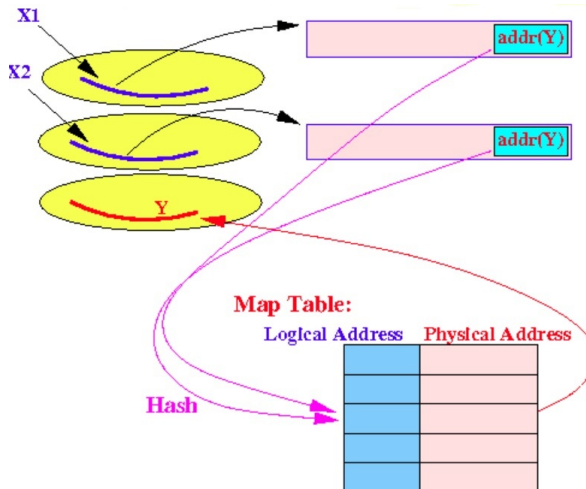 X1
addr(Y)
X2
addr(Y)
Y
Map Table:
Logical Address Physical Address
Hash